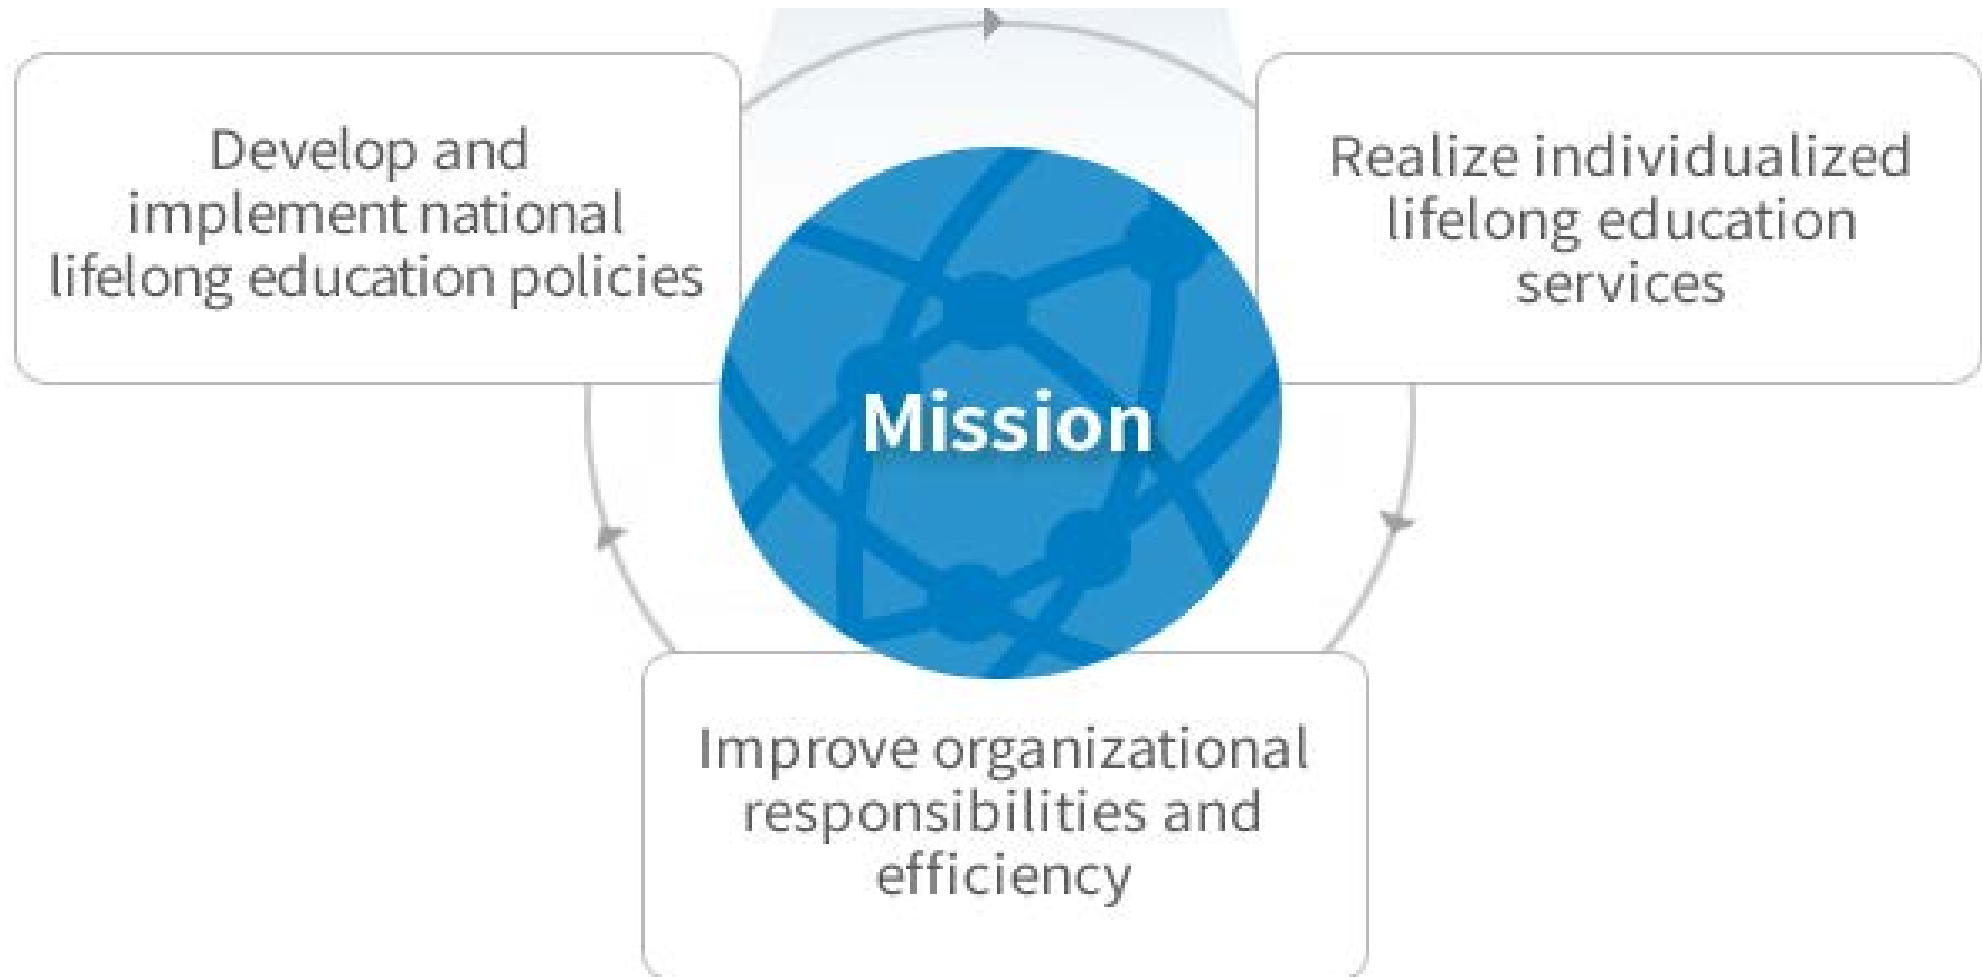 Develop and
implement national
lifelong education policies
Realize individualized
lifelong education
services
Mission
Improve organizational
responsibilities and
efficiency